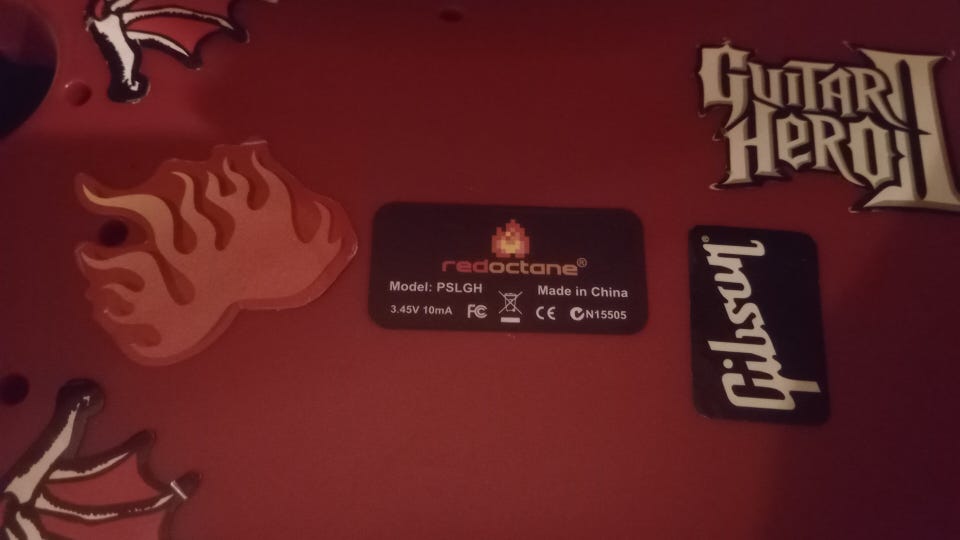 GUITAR
HERO II
redoctane®
Model: PSLGH
Made in China
3.45V 10mA FC CE N15505
Gibson®